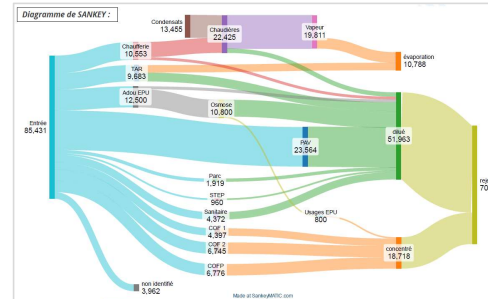 Diagramme de SANKEY :
Condensats
13,455
Chaudières
22,425
Vapeur
19,811
Chaufferie
10,553
évaporation
10,788
TAR
9,683
Adou EPU
12,500
Osmose
10,800
Entrée
85,431
dilué
51,963
PAV
23,564
rej
70
Parc
1,919
STEP
960
Sanitaire
4,372
Usages EPU
800
COF 1
4,397
COF 2
6,745
concentré
18,718
COFP
6,776
non identifié
3,962
Made at SankeyMATIC.com